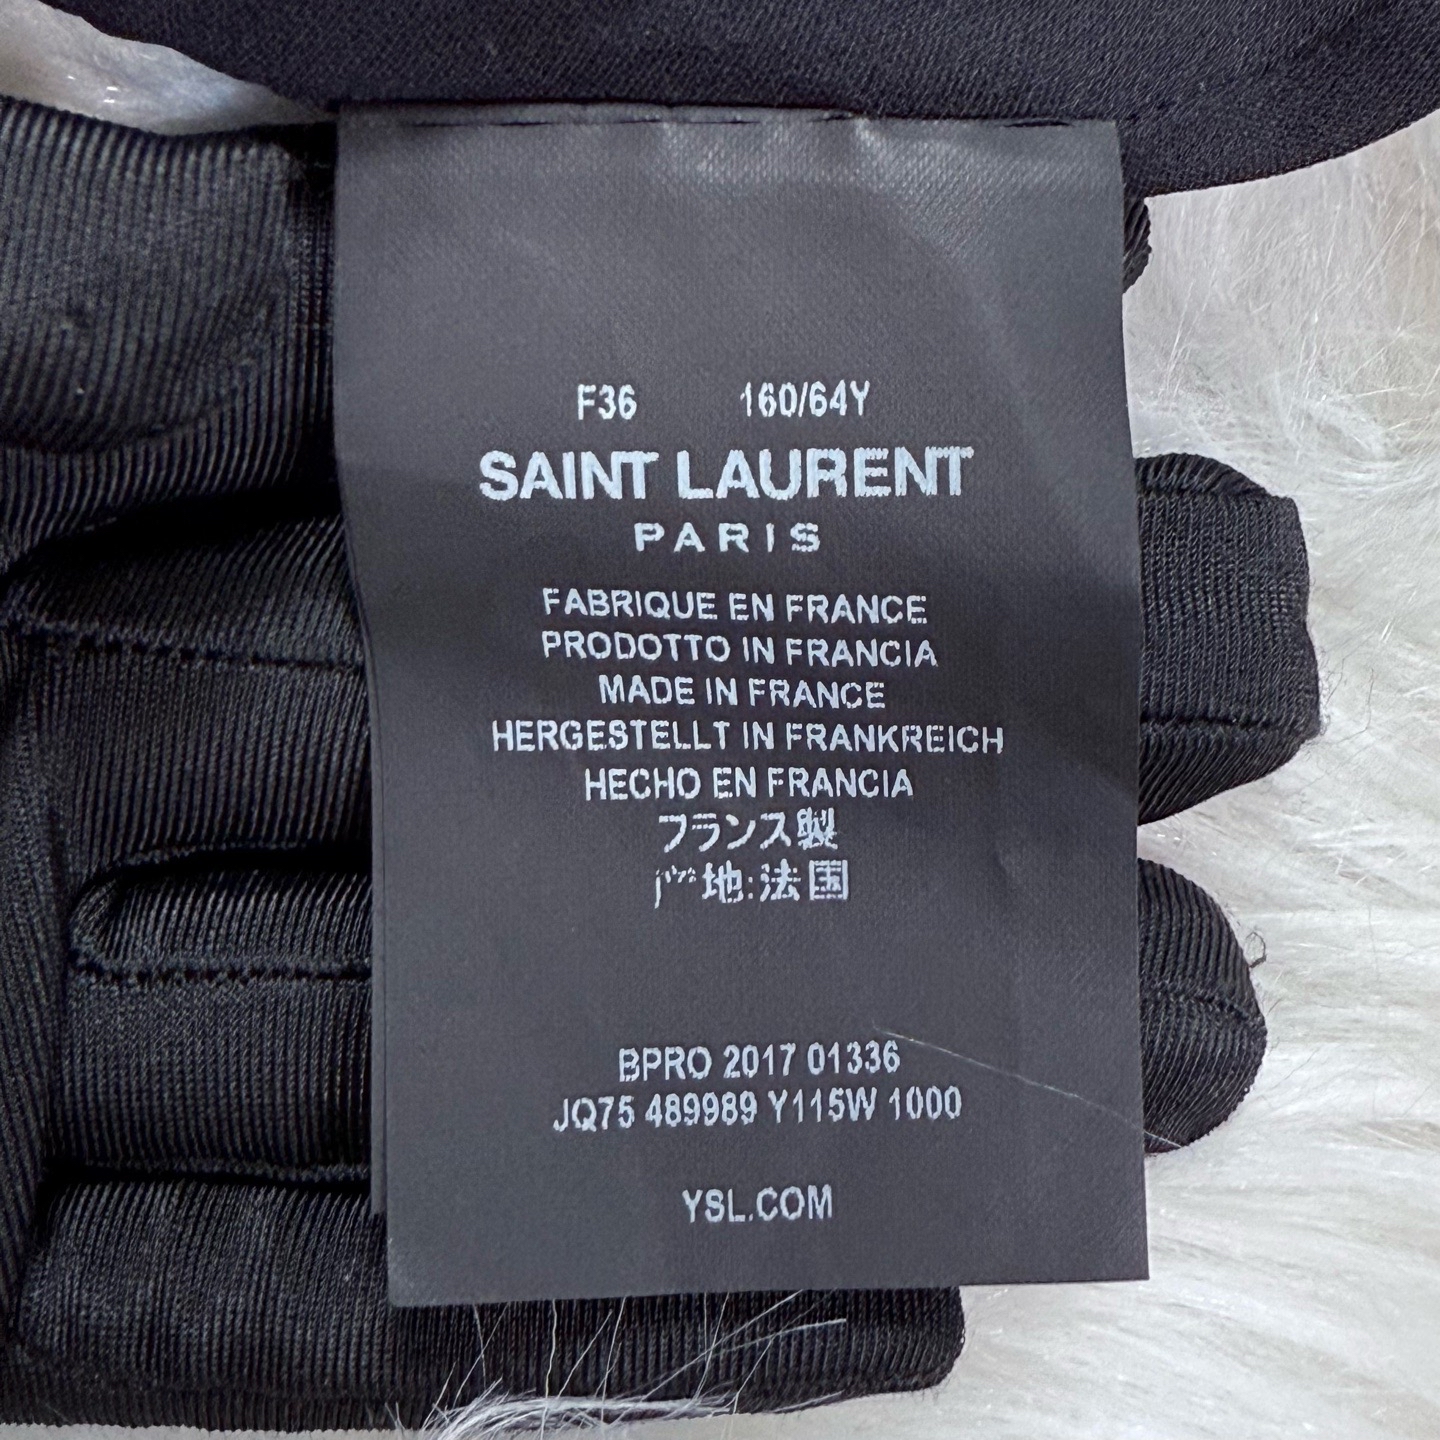 F36 160/64Y
SAINT LAURENT
PARIS
FABRIQUE EN FRANCE
PRODOTTO IN FRANCIA
MADE IN FRANCE
HERGESTELLT IN FRANKREICH
HECHO EN FRANCIA
フランス製
产地:法国
BPRO 2017 01336
JQ75 489989 Y115W 1000
YSL.COM